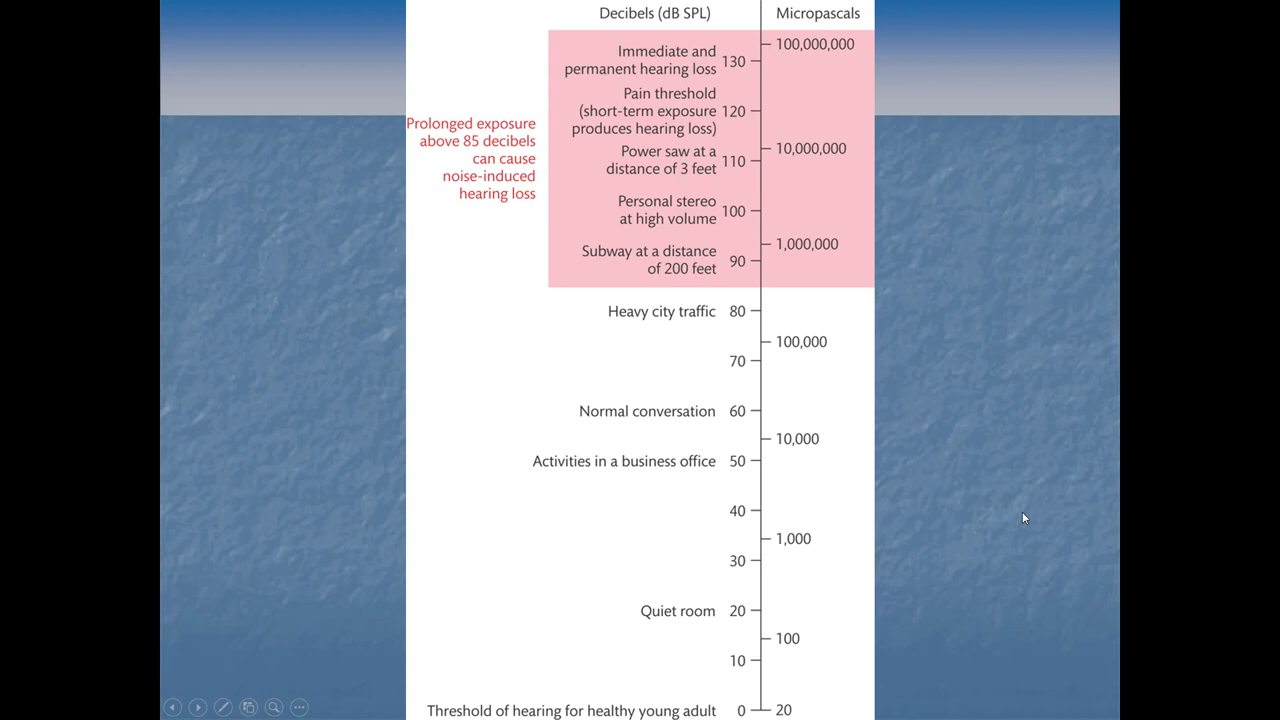 Decibels (dB SPL)
Micropascals
100,000,000
Immediate and
permanent hearing loss
130
Pain threshold
(short-term exposure
produces hearing loss)
120
Prolonged exposure
above 85 decibels
can cause
noise-induced
hearing loss
10,000,000
Power saw at a
distance of 3 feet
110
Personal stereo
at high volume
100
1,000,000
Subway at a distance
of 200 feet
90
Heavy city traffic 80
100,000
70
Normal conversation 60
10,000
Activities in a business office 50
40
1,000
30
Quiet room 20
100
10
Threshold of hearing for healthy young adult 0 20